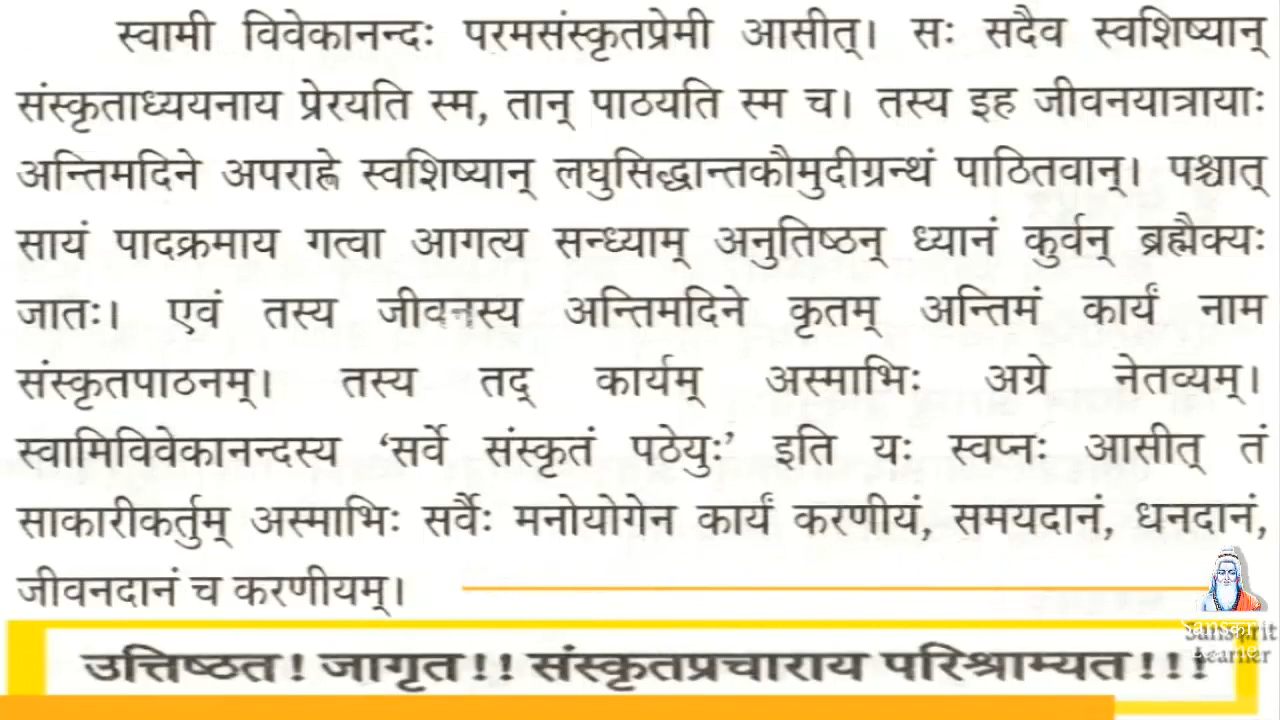 स्वामी विवेकानन्दः परमसंस्कृतप्रेमी आसीत्। सः सदैव स्वशिष्यान्
संस्कृताध्ययनाय प्रेरयति स्म, तान् पाठयति स्म च। तस्य इह जीवनयात्रायाः
अन्तिमदिने अपराह्ने स्वशिष्यान् लघुसिद्धान्तकौमुदीग्रन्थं पाठितवान्। पश्चात्
सायं पादक्रमाय गत्वा आगत्य सन्ध्याम् अनुतिष्ठन् ध्यानं कुर्वन् ब्रह्मैक्यः
जातः। एवं तस्य जीवनस्य अन्तिमदिने कृतम् अन्तिमं कार्यं नाम
संस्कृतपाठनम्। तस्य तद् कार्यम् अस्माभिः अग्रे नेतव्यम्।
स्वामिविवेकानन्दस्य ‘सर्वे संस्कृतं पठेयुः’ इति यः स्वप्नः आसीत् तं
साकारीकर्तुम् अस्माभिः सर्वैः मनोयोगेन कार्यं करणीयं, समयदानं, धनदानं,
जीवनदानं च करणीयम्।
उत्तिष्ठत! जागृत!! संस्कृतप्रचाराय परिश्राम्यत!!!
Sanskrit
Learner